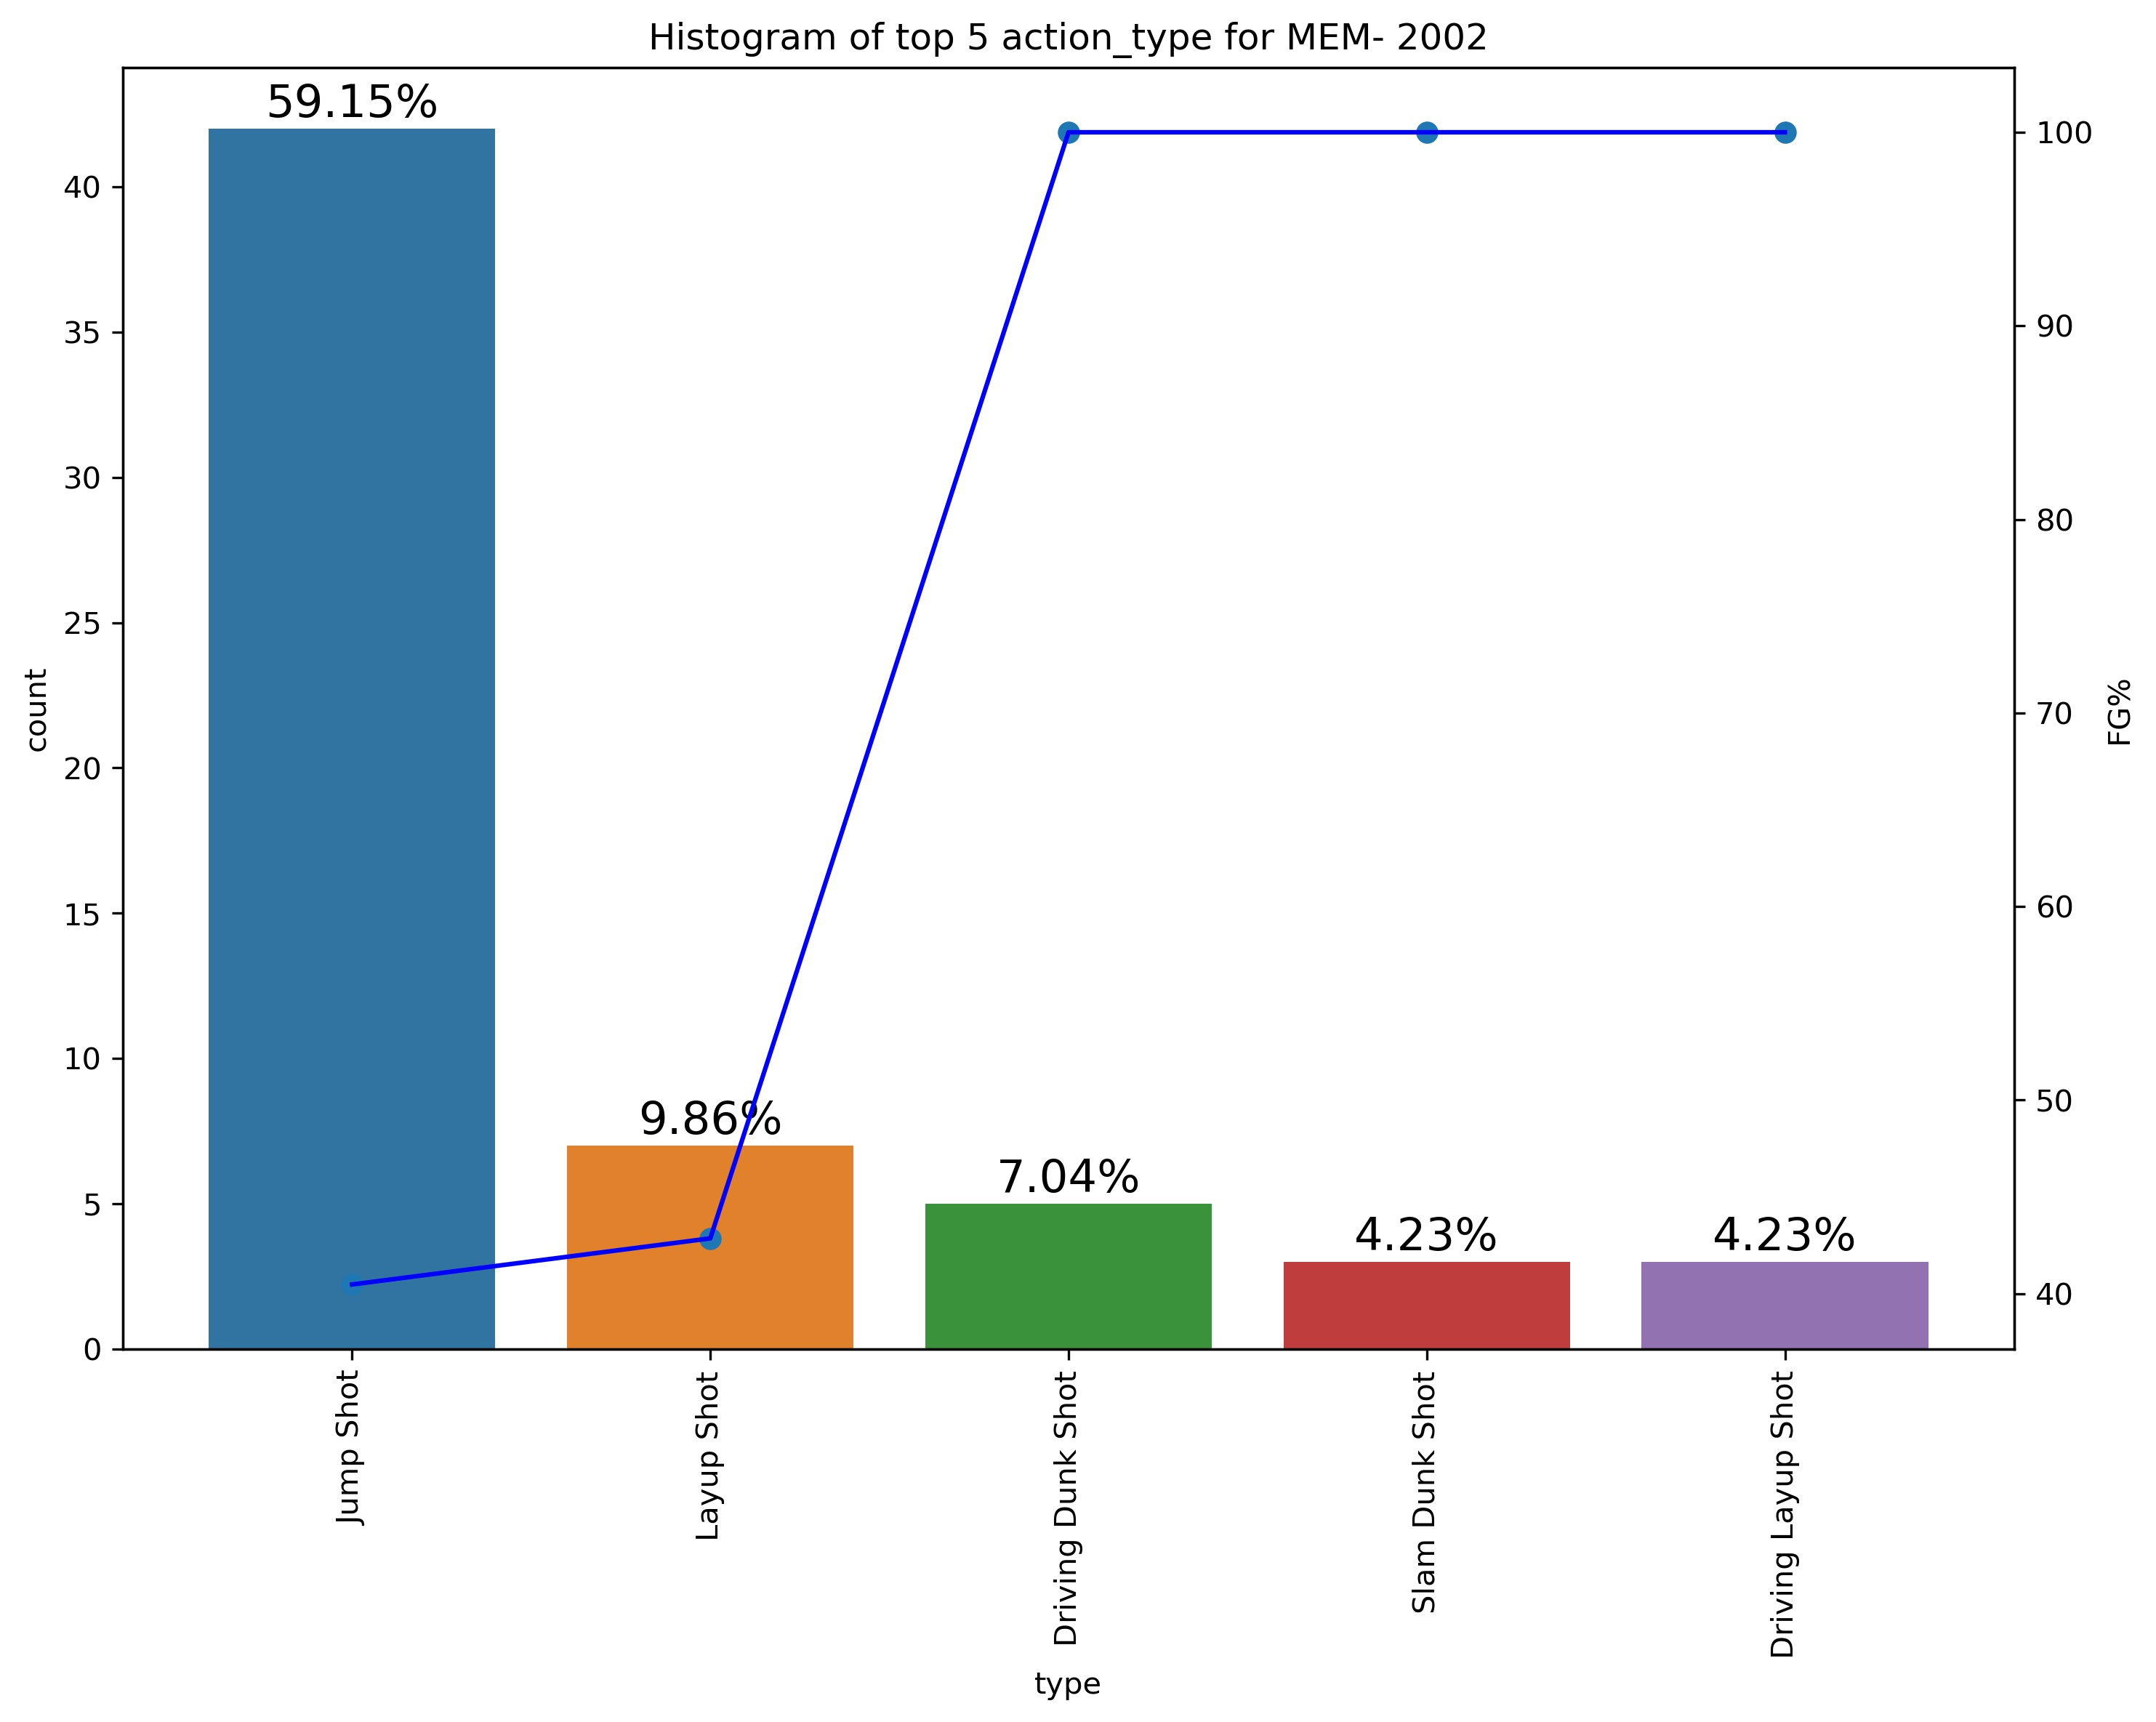 Histogram of top 5 action_type for MEM- 2002
59.15%
9.86%
7.04%
4.23%
4.23%
40
35
30
25
20
15
10
5
0
count
100
90
80
70
60
50
40
FG%
Jump Shot
Layup Shot
Driving Dunk Shot
Slam Dunk Shot
Driving Layup Shot
type